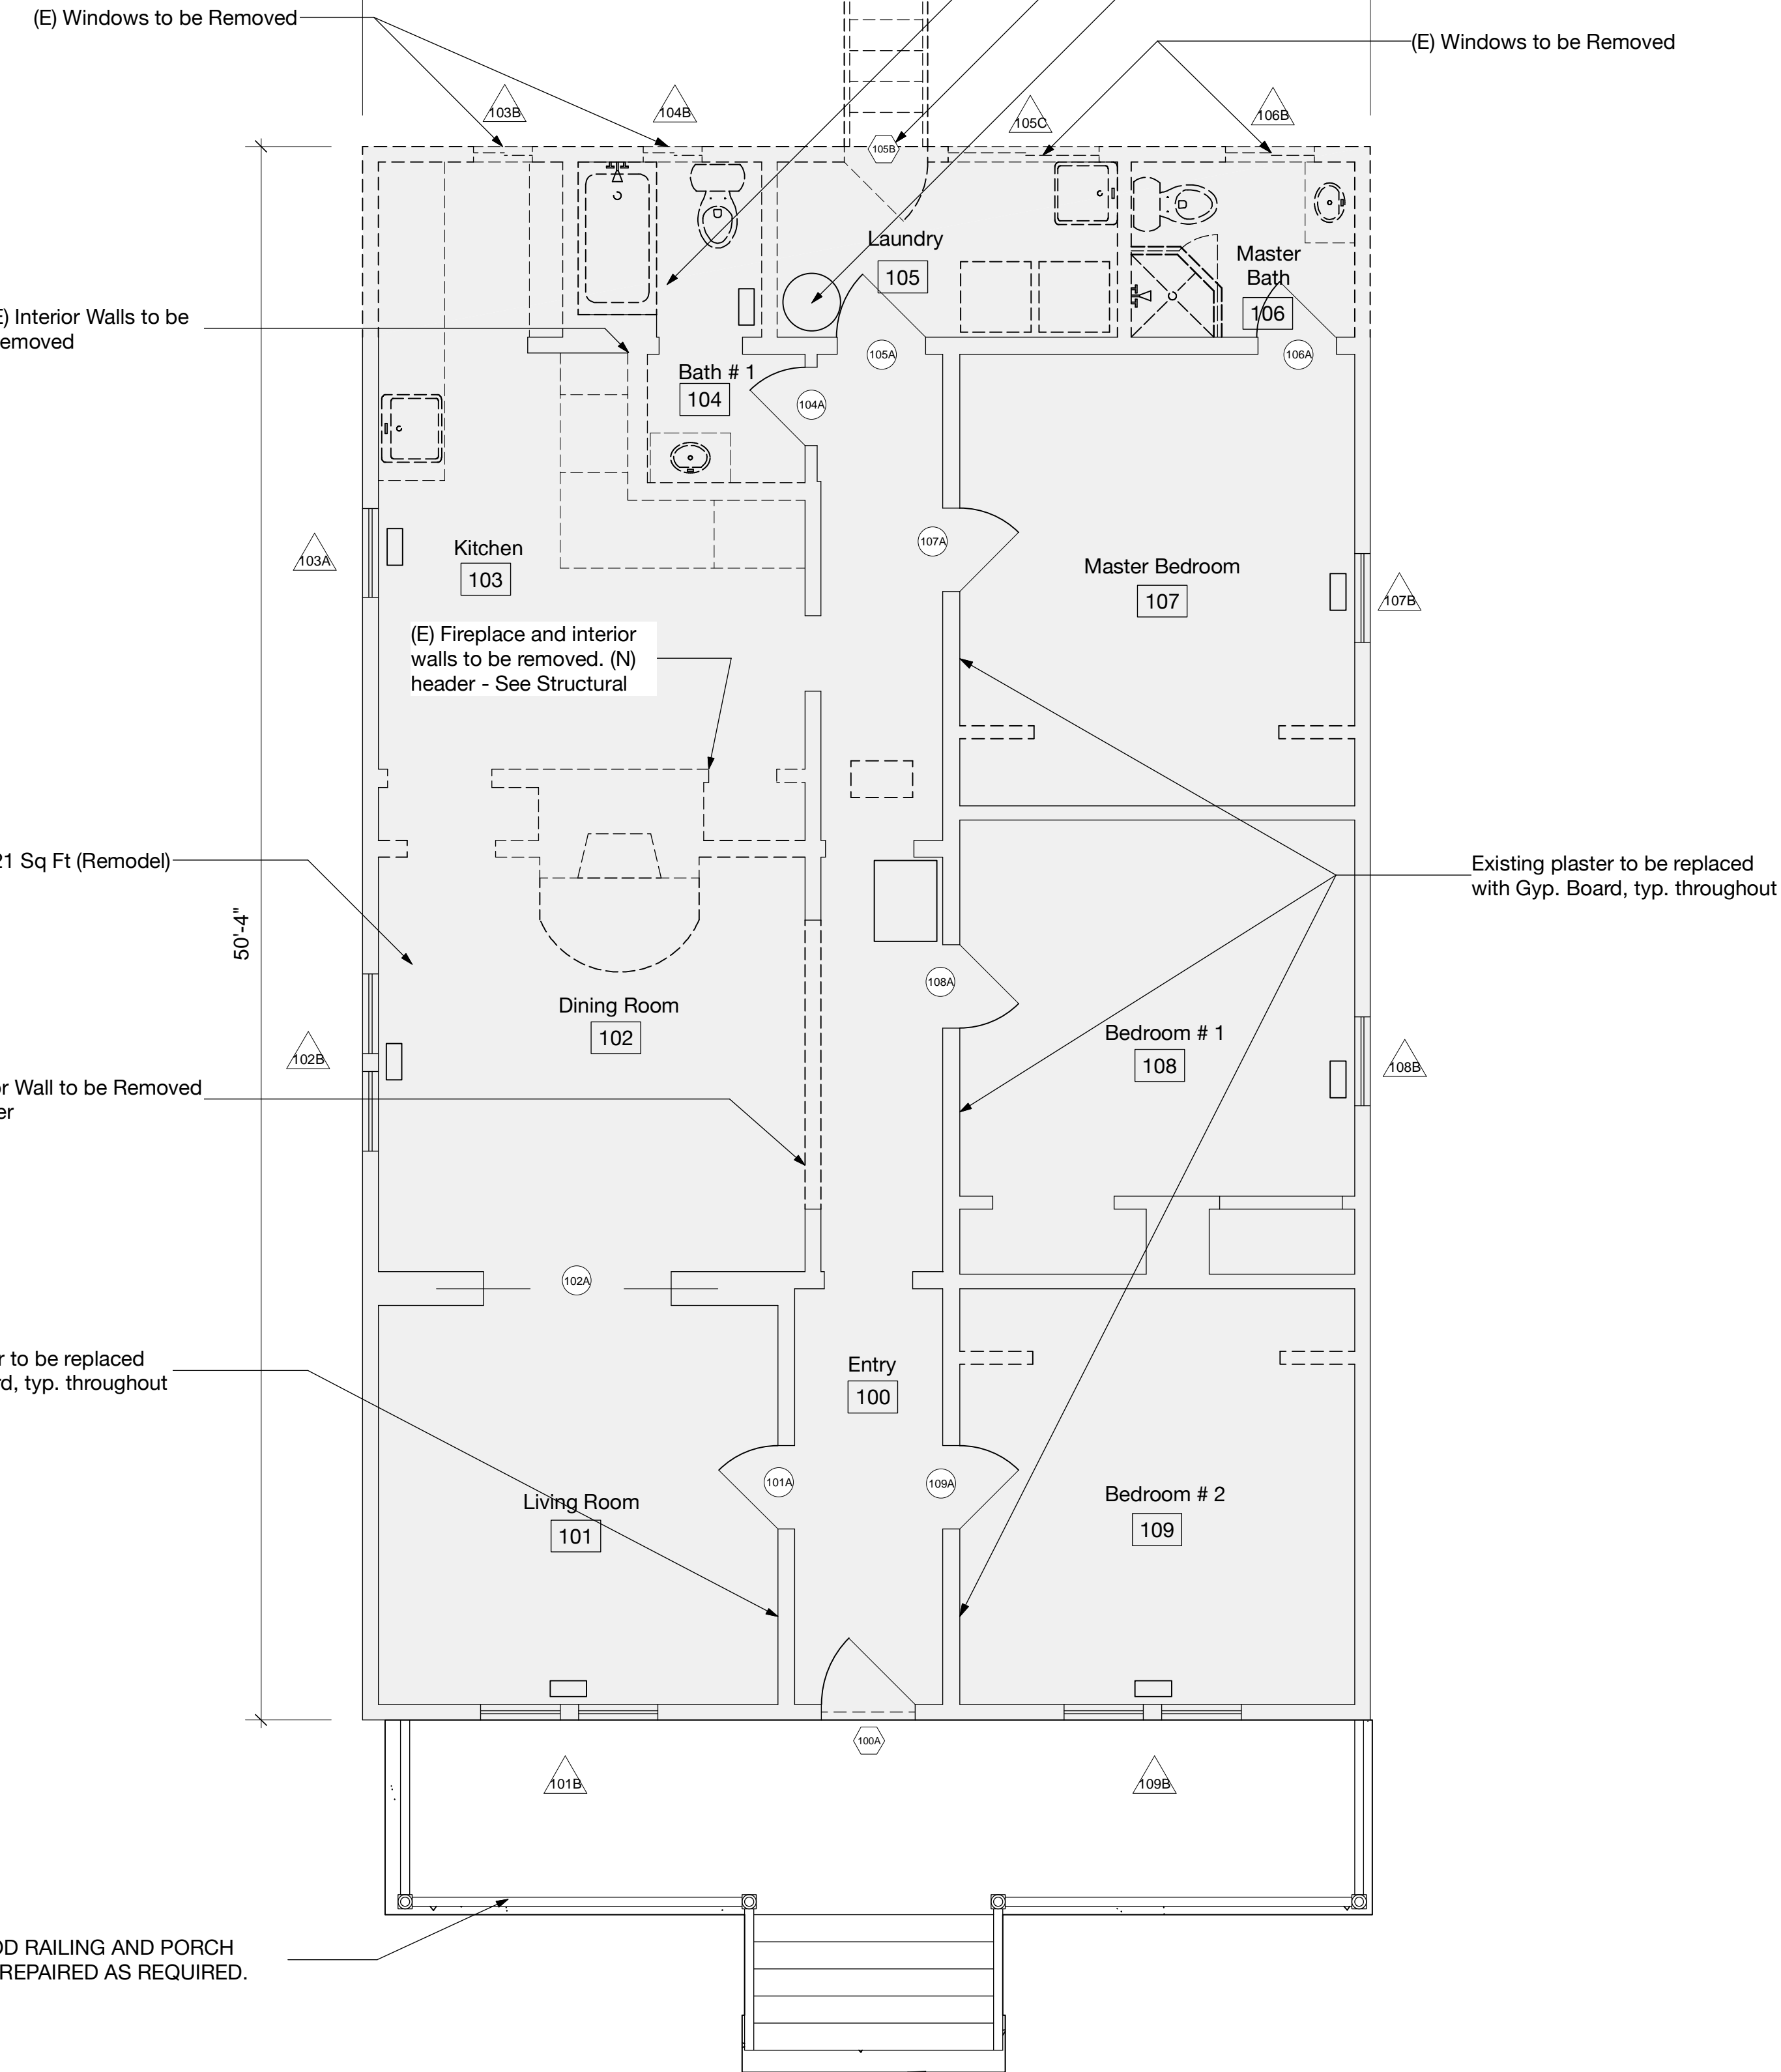 (E) Windows to be Removed
(E) Windows to be Removed
103B
104B
105C
106B
105B
Laundry
105
Master
Bath
106
E) Interior Walls to be
emoved
105A
106A
Bath # 1
104
104A
107A
Kitchen
103
103A
Master Bedroom
107
107B
(E) Fireplace and interior
walls to be removed. (N)
header - See Structural
21 Sq Ft (Remodel)
Existing plaster to be replaced
with Gyp. Board, typ. throughout
50'-4"
108A
Dining Room
102
102B
Bedroom # 1
108
108B
or Wall to be Removed
er
102A
r to be replaced
rd, typ. throughout
Entry
100
101A
109A
Living Room
101
Bedroom # 2
109
100A
101B
109B
OD RAILING AND PORCH
REPAIRED AS REQUIRED.